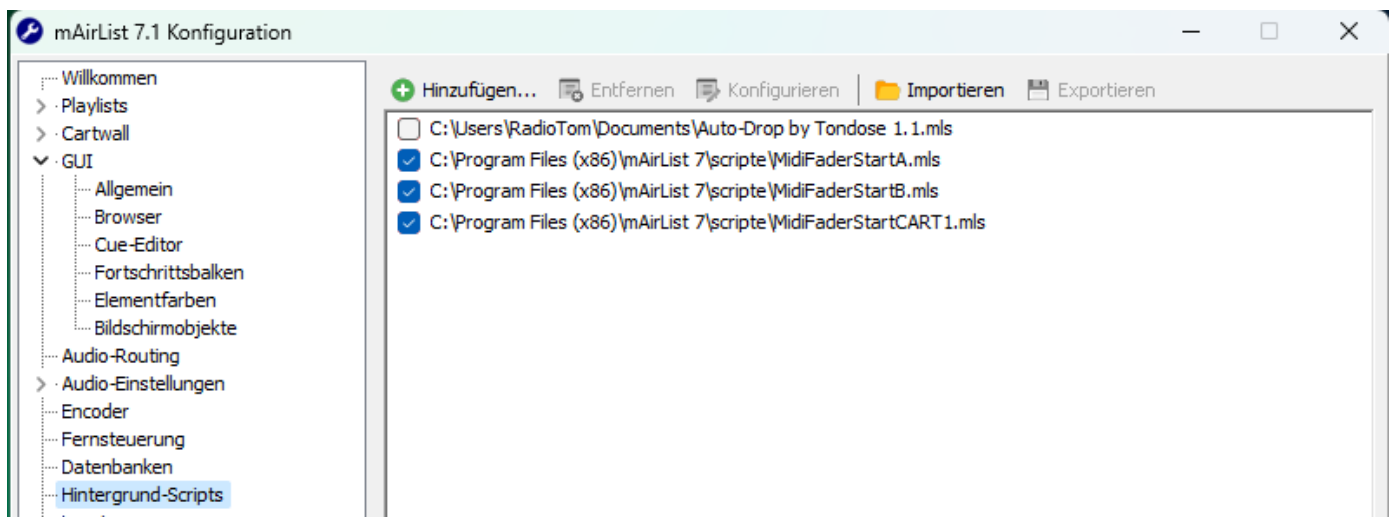 mAirList 7.1 Konfiguration
Willkommen
Playlists
Cartwall
GUI
Allgemein
Browser
Cue-Editor
Fortschrittsbalken
Elementfarben
Bildschirmobjekte
Audio-Routing
Audio-Einstellungen
Encoder
Fernsteuerung
Datenbanken
Hintergrund-Scripts
Hinzufügen... Entfernen Konfigurieren Importieren Exportieren
C:\Users\RadioTom\Documents\Auto-Drop by Tondose 1.1.mls
C:\Program Files (x86)\mAirList 7\scripte\MidiFaderStartA.mls
C:\Program Files (x86)\mAirList 7\scripte\MidiFaderStartB.mls
C:\Program Files (x86)\mAirList 7\scripte\MidiFaderStartCART1.mls